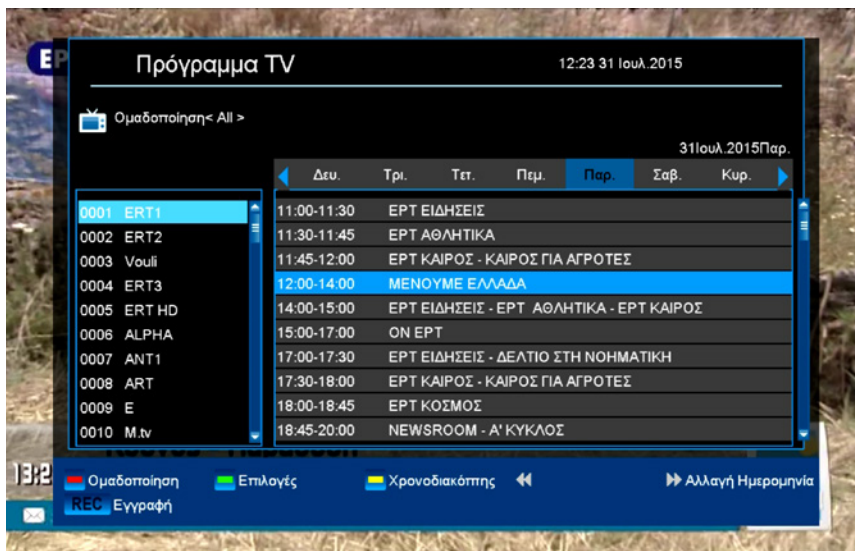 Πρόγραμμα TV
12:23 31 Ιουλ.2015
Ομαδοποίηση< All >
31Ιουλ.2015Παρ.
Δευ. Τρι. Τετ. Πεμ. Παρ. Σαβ. Κυρ.
0001 ERT1
0002 ERT2
0003 Vouli
0004 ERT3
0005 ERT HD
0006 ALPHA
0007 ANT1
0008 ART
0009 E
0010 M.tv
11:00-11:30 ΕΡΤ ΕΙΔΗΣΕΙΣ
11:30-11:45 ΕΡΤ ΑΘΛΗΤΙΚΑ
11:45-12:00 ΕΡΤ ΚΑΙΡΟΣ - ΚΑΙΡΟΣ ΓΙΑ ΑΓΡΟΤΕΣ
12:00-14:00 ΜΕΝΟΥΜΕ ΕΛΛΑΔΑ
14:00-15:00 ΕΡΤ ΕΙΔΗΣΕΙΣ - ΕΡΤ ΑΘΛΗΤΙΚΑ - ΕΡΤ ΚΑΙΡΟΣ
15:00-17:00 ON ΕΡΤ
17:00-17:30 ΕΡΤ ΕΙΔΗΣΕΙΣ - ΔΕΛΤΙΟ ΣΤΗ ΝΟΗΜΑΤΙΚΗ
17:30-18:00 ΕΡΤ ΚΑΙΡΟΣ - ΚΑΙΡΟΣ ΓΙΑ ΑΓΡΟΤΕΣ
18:00-18:45 ΕΡΤ ΚΟΣΜΟΣ
18:45-20:00 NEWSROOM - Α' ΚΥΚΛΟΣ
Ομαδοποίηση Επιλογές Χρονοδιακόπτης Αλλαγή Ημερομηνία
REC Εγγραφή